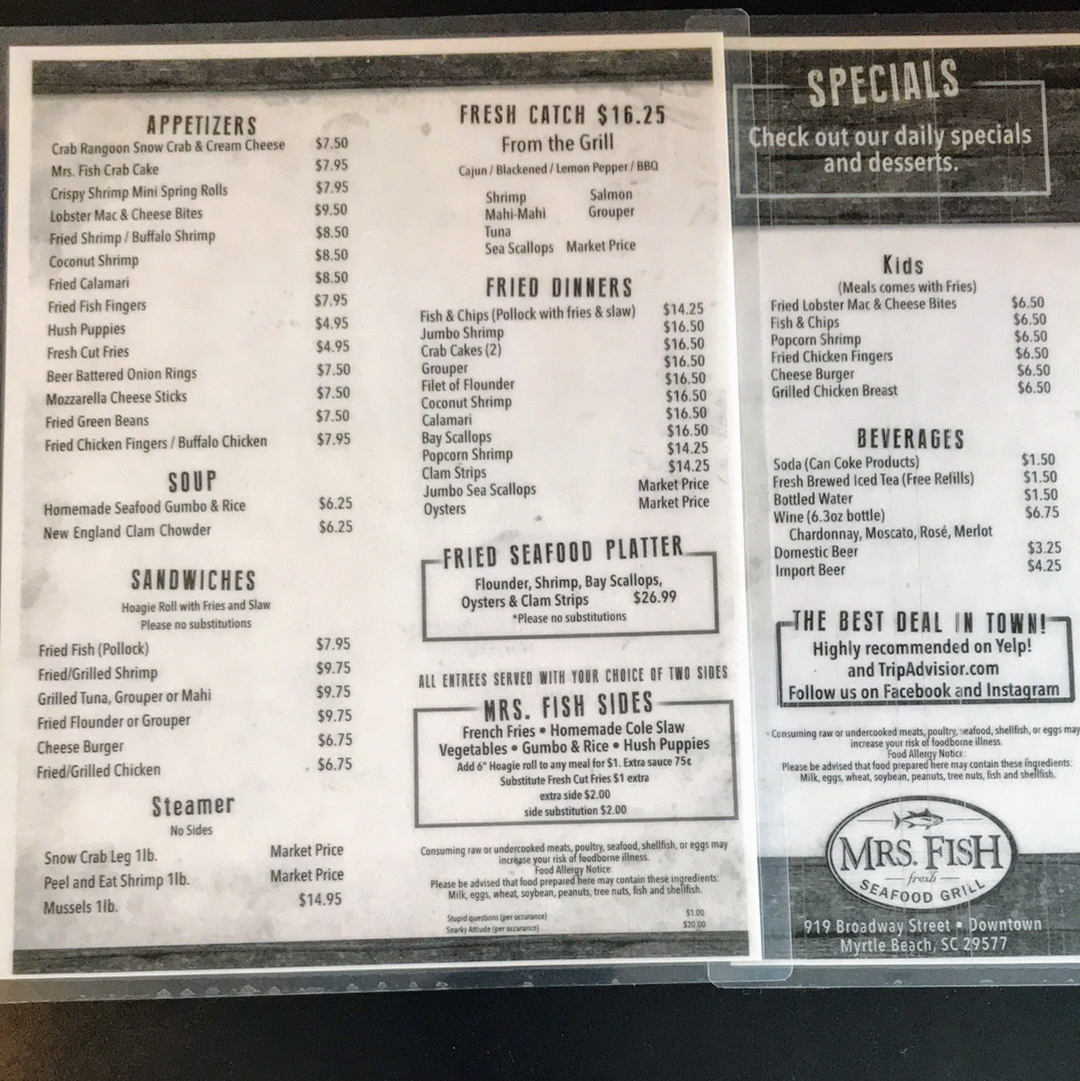 APPETIZERS
Crab Rangoon Snow Crab & Cream Cheese $7.50
Mrs. Fish Crab Cake $7.95
Crispy Shrimp Mini Spring Rolls $7.95
Lobster Mac & Cheese Bites $9.50
Fried Shrimp / Buffalo Shrimp $8.50
Coconut Shrimp $8.50
Fried Calamari $8.50
Fried Fish Fingers $7.95
Hush Puppies $4.95
Fresh Cut Fries $4.95
Beer Battered Onion Rings $7.50
Mozzarella Cheese Sticks $7.50
Fried Green Beans $7.50
Fried Chicken Fingers / Buffalo Chicken $7.95
SOUP
Homemade Seafood Gumbo & Rice $6.25
New England Clam Chowder $6.25
SANDWICHES
Hoagie Roll with Fries and Slaw
Please no substitutions
Fried Fish (Pollock) $7.95
Fried/Grilled Shrimp $9.75
Grilled Tuna, Grouper or Mahi $9.75
Fried Flounder or Grouper $9.75
Cheese Burger $6.75
Fried/Grilled Chicken $6.75
Steamer
No Sides
Snow Crab Leg 1lb. Market Price
Peel and Eat Shrimp 1lb. Market Price
Mussels 1lb. $14.95
FRESH CATCH $16.25
From the Grill
Cajun / Blackened / Lemon Pepper / BBQ
Shrimp Salmon
Mahi-Mahi Grouper
Tuna
Sea Scallops Market Price
FRIED DINNERS
Fish & Chips (Pollock with fries & slaw) $14.25
Jumbo Shrimp $16.50
Crab Cakes (2) $16.50
Grouper $16.50
Filet of Flounder $16.50
Coconut Shrimp $16.50
Calamari $16.50
Bay Scallops $16.50
Popcorn Shrimp $14.25
Clam Strips $14.25
Jumbo Sea Scallops Market Price
Oysters Market Price
FRIED SEAFOOD PLATTER
Flounder, Shrimp, Bay Scallops,
Oysters & Clam Strips $26.99
*Please no substitutions
ALL ENTREES SERVED WITH YOUR CHOICE OF TWO SIDES
MRS. FISH SIDES
French Fries • Homemade Cole Slaw
Vegetables • Gumbo & Rice • Hush Puppies
Add 6" Hoagie roll to any meal for $1. Extra sauce 75¢
Substitute Fresh Cut Fries $1 extra
extra side $2.00
side substitution $2.00
Consuming raw or undercooked meats, poultry, seafood, shellfish, or eggs may
increase your risk of foodborne illness.
Food Allergy Notice:
Please be advised that food prepared here may contain these ingredients:
Milk, eggs, wheat, soybean, peanuts, tree nuts, fish and shellfish.
Stupid questions (per occurance) $1.00
Snarky Attiude (per occurance) $20.00
SPECIALS
Check out our daily specials
and desserts.
Kids
(Meals comes with Fries)
Fried Lobster Mac & Cheese Bites $6.50
Fish & Chips $6.50
Popcorn Shrimp $6.50
Fried Chicken Fingers $6.50
Cheese Burger $6.50
Grilled Chicken Breast $6.50
BEVERAGES
Soda (Can Coke Products) $1.50
Fresh Brewed Iced Tea (Free Refills) $1.50
Bottled Water $1.50
Wine (6.3oz bottle) $6.75
Chardonnay, Moscato, Rosé, Merlot
Domestic Beer $3.25
Import Beer $4.25
THE BEST DEAL IN TOWN!
Highly recommended on Yelp!
and TripAdvisior.com
Follow us on Facebook and Instagram
* Consuming raw or undercooked meats, poultry, seafood, shellfish, or eggs may
increase your risk of foodborne illness.
Food Allergy Notice:
Please be advised that food prepared here may contain these ingredients:
Milk, eggs, wheat, soybean, peanuts, tree nuts, fish and shellfish.
MRS. FISH
fresh
SEAFOOD GRILL
919 Broadway Street • Downtown
Myrtle Beach, SC 29577